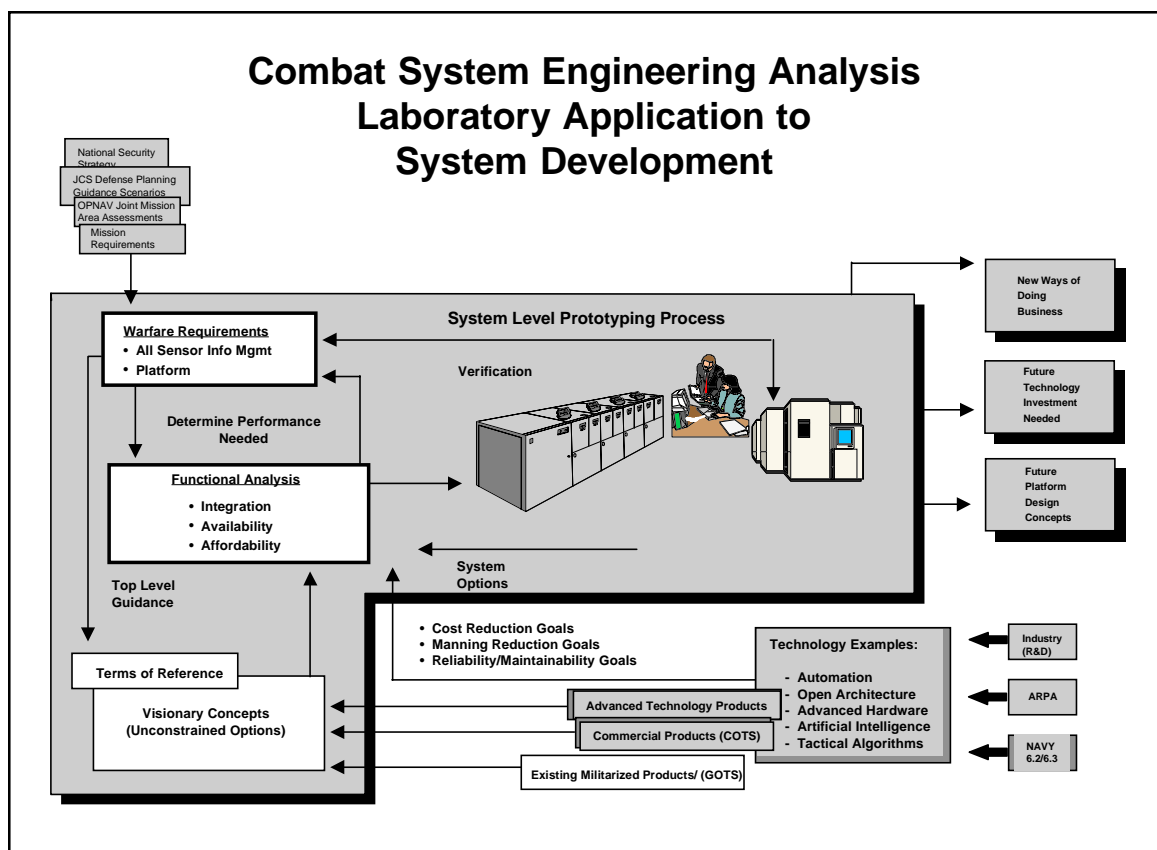 Combat System Engineering Analysis
Laboratory Application to
System Development
National Security
Strategy
JCS Defense Planning
Guidance Scenarios
OPNAV Joint Mission
Area Assessments
Mission
Requirements
New Ways of
Doing
Business
System Level Prototyping Process
Warfare Requirements
• All Sensor Info Mgmt
• Platform
Verification
Future
Technology
Investment
Needed
Determine Performance
Needed
Functional Analysis
• Integration
• Availability
• Affordability
Future
Platform
Design
Concepts
System
Options
Top Level
Guidance
• Cost Reduction Goals
• Manning Reduction Goals
• Reliability/Maintainability Goals
Technology Examples:
- Automation
- Open Architecture
- Advanced Hardware
- Artificial Intelligence
- Tactical Algorithms
Industry
(R&D)
ARPA
NAVY
6.2/6.3
Terms of Reference
Visionary Concepts
(Unconstrained Options)
Advanced Technology Products
Commercial Products (COTS)
Existing Militarized Products/ (GOTS)